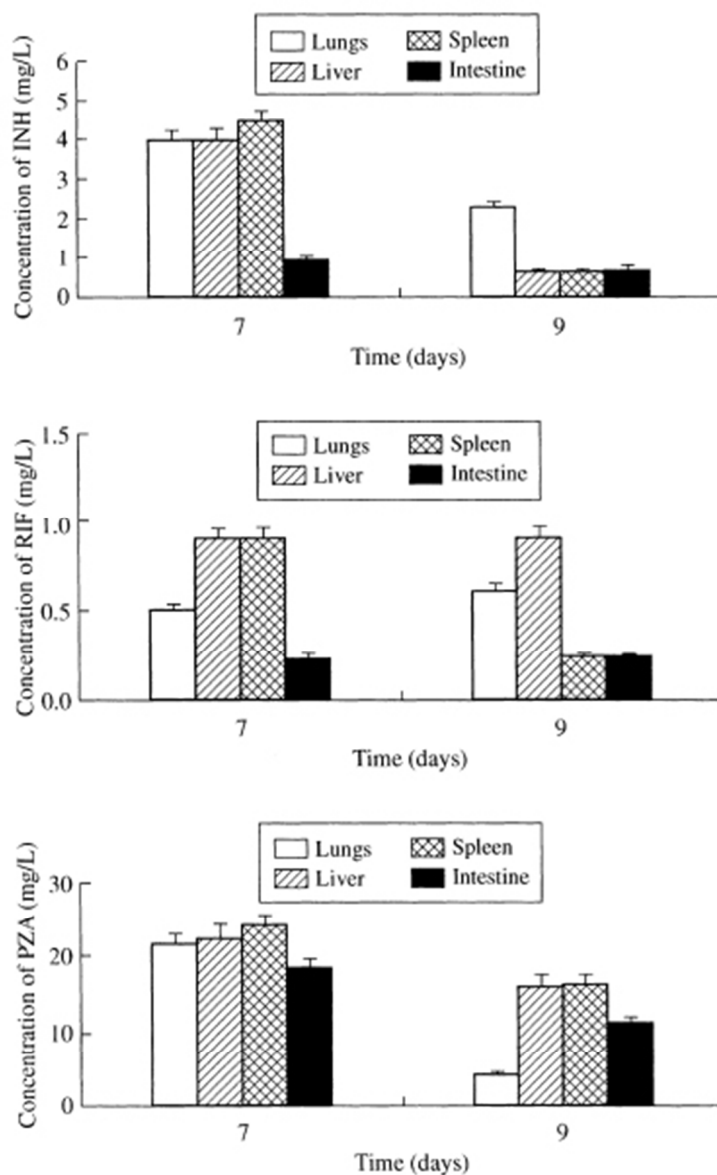 Lungs Spleen
Liver Intestine
Concentration of INH (mg/L)
6
5
4
3
2
1
0
7 9
Time (days)
Lungs Spleen
Liver Intestine
Concentration of RIF (mg/L)
1.5
1.0
0.5
0.0
7 9
Time (days)
Lungs Spleen
Liver Intestine
Concentration of PZA (mg/L)
30
20
10
0
7 9
Time (days)